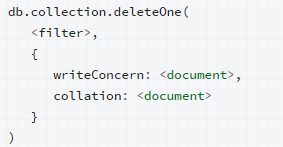 db.collection.deleteOne(
   <filter>,
   {
      writeConcern: <document>,
      collation: <document>
   }
)